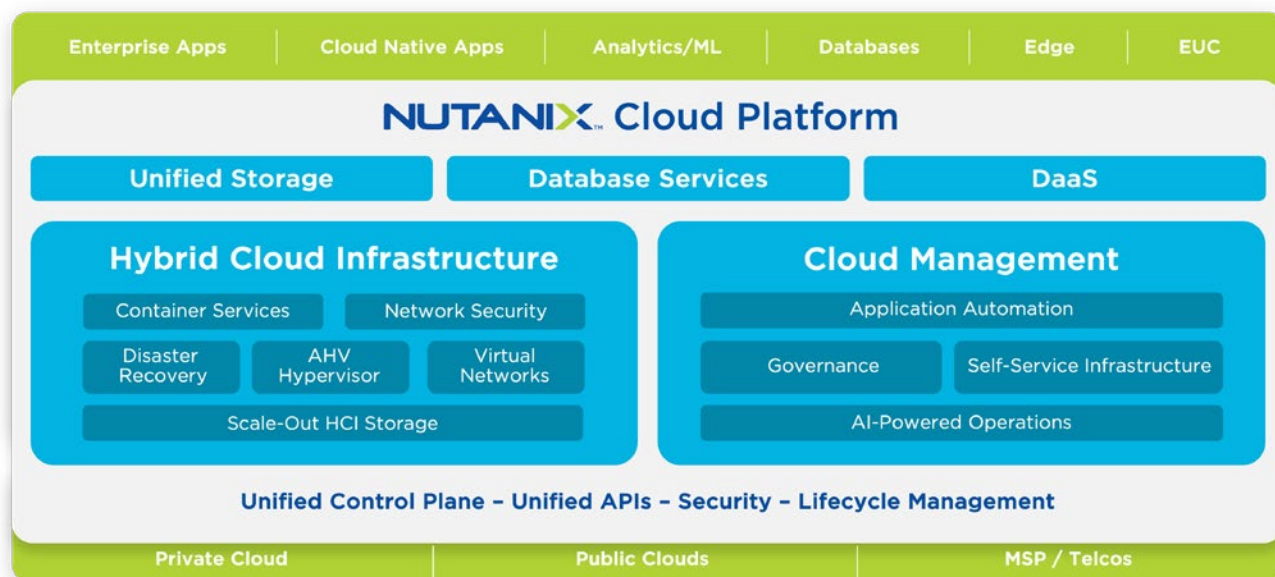 Enterprise Apps Cloud Native Apps Analytics/ML Databases Edge EUC
NUTANIX™ Cloud Platform
Unified Storage Database Services DaaS
Hybrid Cloud Infrastructure
Container Services Network Security
Disaster Recovery
AHV Hypervisor
Virtual Networks
Scale-Out HCI Storage
Cloud Management
Application Automation
Governance Self-Service Infrastructure
AI-Powered Operations
Unified Control Plane – Unified APIs – Security – Lifecycle Management
Private Cloud Public Clouds MSP / Telcos